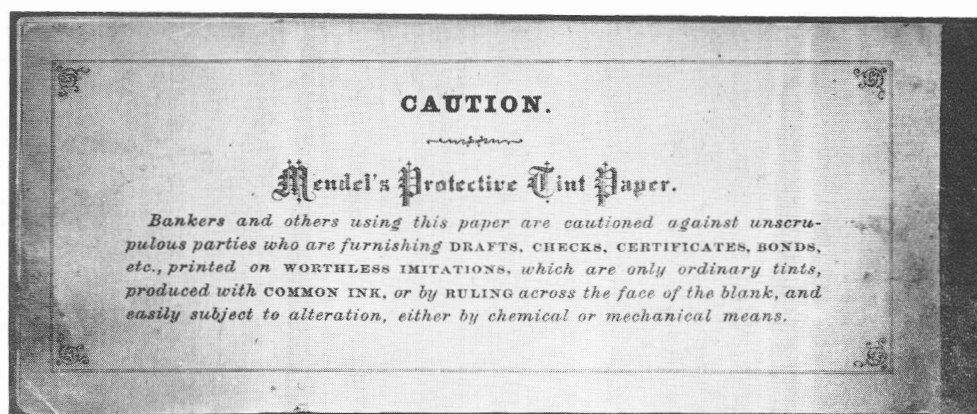 CAUTION.
Mendel's Protective Tint Paper.
Bankers and others using this paper are cautioned against unscru-
pulous parties who are furnishing DRAFTS, CHECKS, CERTIFICATES, BONDS,
etc., printed on WORTHLESS IMITATIONS, which are only ordinary tints,
produced with COMMON INK, or by RULING across the face of the blank, and
easily subject to alteration, either by chemical or mechanical means.